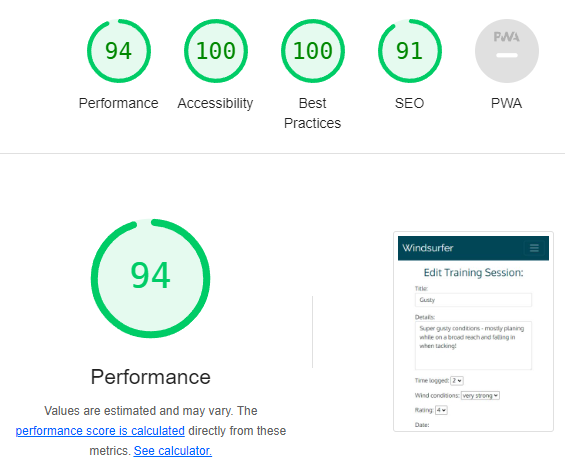 94
100
100
91
PWA
Performance
Accessibility
Best
Practices
SEO
PWA
94
Performance
Values are estimated and may vary. The
performance score is calculated directly from these
metrics. See calculator.
Windsurfer
Edit Training Session:
Title:
Gusty
Details:
Super gusty conditions - mostly planing
while on a broad reach and falling in
when tacking!
Time logged: 2
Wind conditions: very strong
Rating: 4
Date: